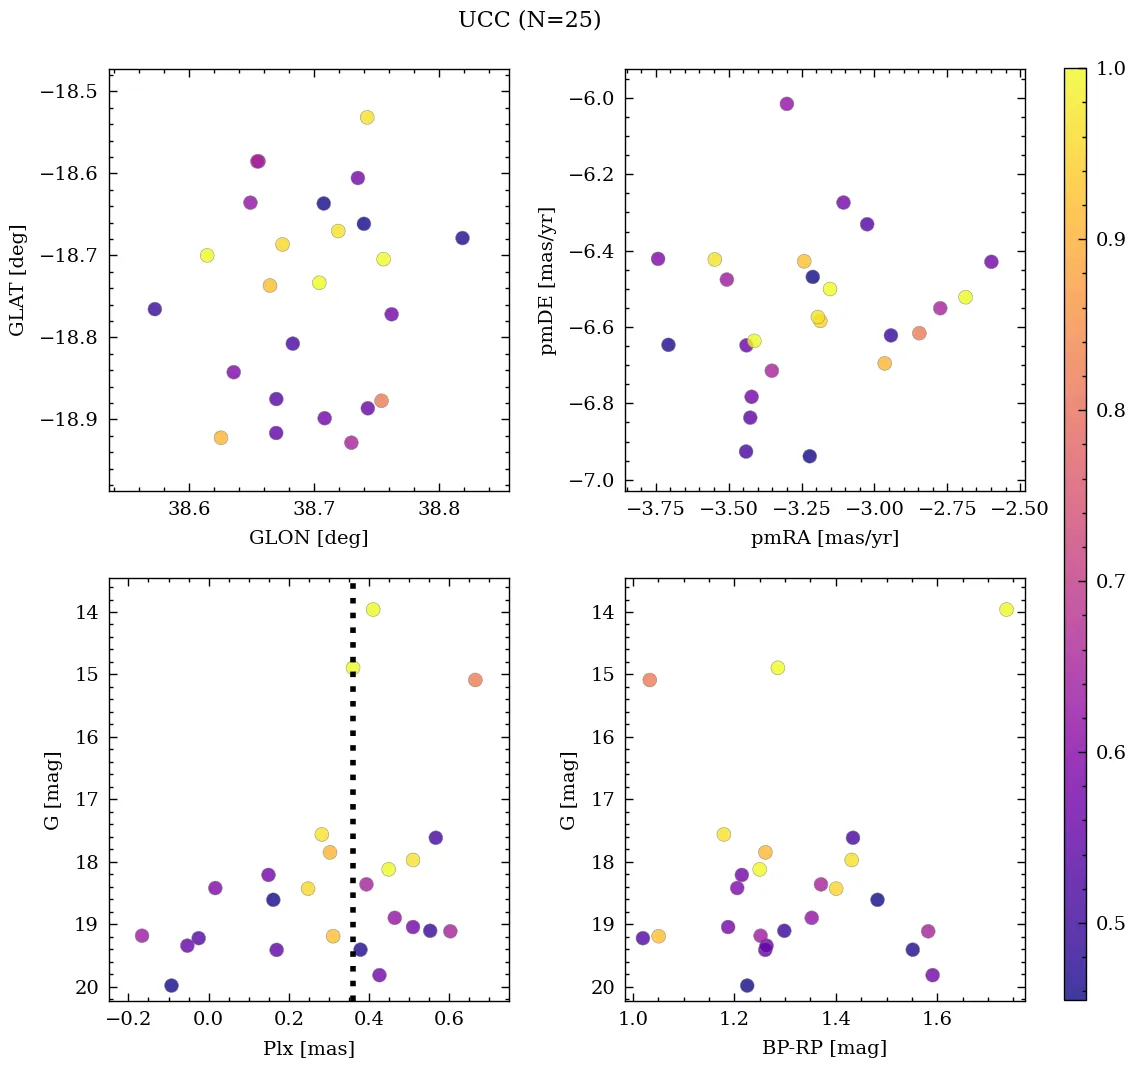 UCC (N=25)
−18.5
−18.6
−18.7
−18.8
−18.9
GLAT [deg]
38.6 38.7 38.8
GLON [deg]
−6.0
−6.2
−6.4
−6.6
−6.8
−7.0
pmDE [mas/yr]
−3.75 −3.50 −3.25 −3.00 −2.75 −2.50
pmRA [mas/yr]
14
15
16
17
18
19
20
G [mag]
−0.2 0.0 0.2 0.4 0.6
Plx [mas]
14
15
16
17
18
19
20
G [mag]
1.0 1.2 1.4 1.6
BP-RP [mag]
1.0
0.9
0.8
0.7
0.6
0.5